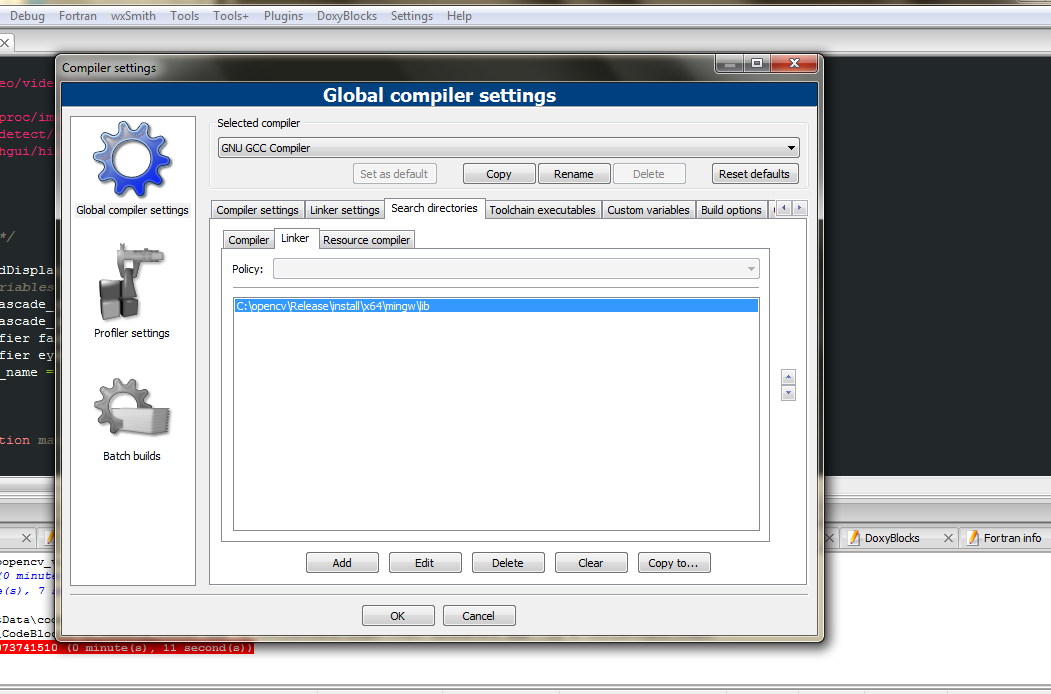 Debug Fortran wxSmith Tools Tools+ Plugins DoxyBlocks Settings Help
Compiler settings
Global compiler settings
eo/vide
proc/im
detect/
hgui/hi
*/
dDispla
riables
ascade_
ascade_
fier fa
fier ey
_name =
tion ma
Global compiler settings
Profiler settings
Batch builds
Selected compiler
GNU GCC Compiler
Set as default Copy Rename Delete Reset defaults
Compiler settings Linker settings Search directories Toolchain executables Custom variables Build options
Compiler Linker Resource compiler
Policy:
C:\opencv\Release\install\x64\mingw\lib
Add Edit Delete Clear Copy to...
OK Cancel
DoxyBlocks Fortran info
opencv_v
(0 minute
e(s), 7 s
tData\cod
_CodeBloc
073741510 (0 minute(s), 11 second(s))